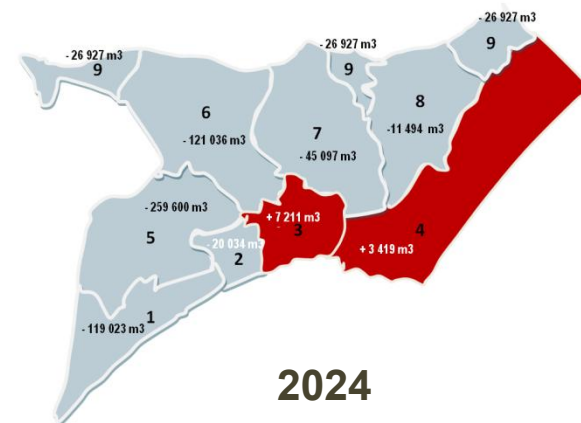 - 26 927 m3
9
- 26 927 m3
9
- 26 927 m3
9
6
- 121 036 m3
7
- 45 097 m3
8
-11 494 m3
- 259 600 m3
5
+ 7 211 m3
3
- 20 034 m3
2
4
+ 3 419 m3
1
- 119 023 m3
2024